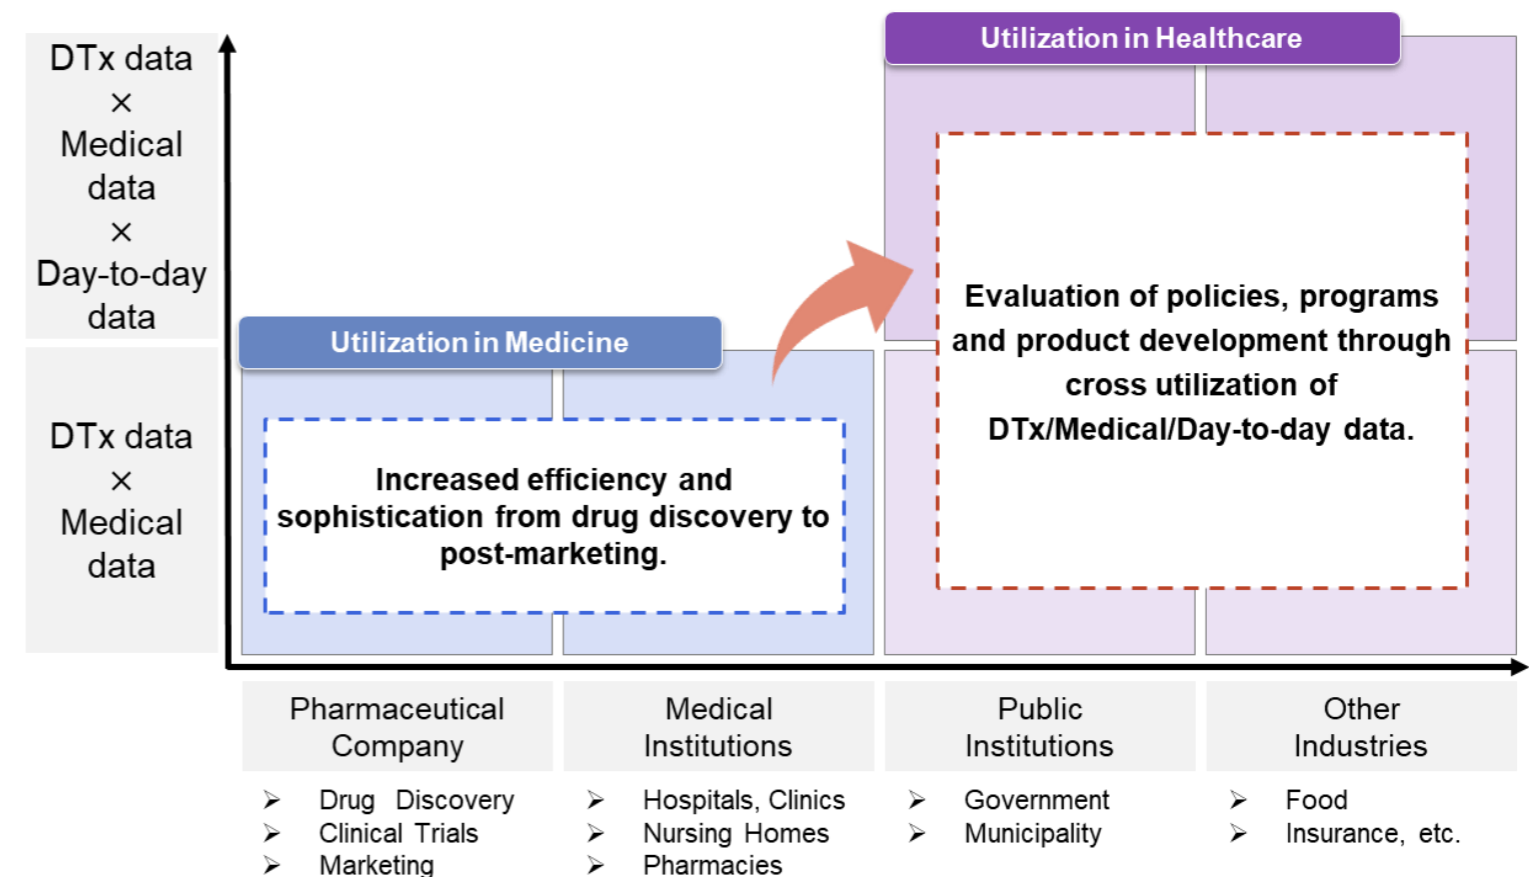 DTx data
×
Medical
data
×
Day-to-day
data
DTx data
×
Medical
data
Utilization in Healthcare
Evaluation of policies, programs
and product development through
cross utilization of
DTx/Medical/Day-to-day data.
Utilization in Medicine
Increased efficiency and
sophistication from drug discovery to
post-marketing.
Pharmaceutical
Company
➢ Drug Discovery
➢ Clinical Trials
➢ Marketing
Medical
Institutions
➢ Hospitals, Clinics
➢ Nursing Homes
➢ Pharmacies
Public
Institutions
➢ Government
➢ Municipality
Other
Industries
➢ Food
➢ Insurance, etc.